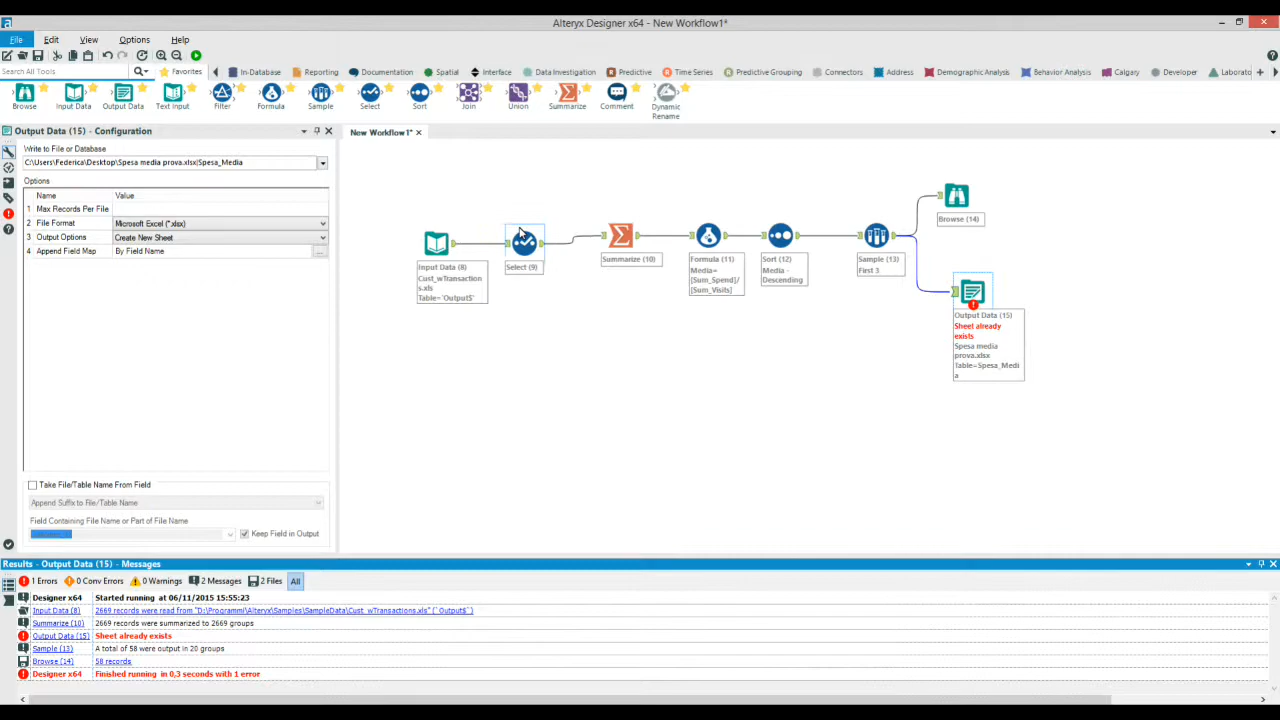 Alteryx Designer x64 - New Workflow1*
File Edit View Options Help
Search All Tools Favorites In-Database Reporting Documentation Spatial Interface Data Investigation Predictive Time Series Predictive Grouping Connectors Address Demographic Analysis Behavior Analysis Calgary Developer Laborato
Browse Input Data Output Data Text Input Filter Formula Sample Select Sort Join Union Summarize Comment Dynamic
Rename
Output Data (15) - Configuration
New Workflow1*
Write to File or Database
C:\Users\Federica\Desktop\Spesa media prova.xlsx|Spesa_Media
Options
Name Value
1 Max Records Per File
2 File Format Microsoft Excel (*.xlsx)
3 Output Options Create New Sheet
4 Append Field Map By Field Name ...
Take File/Table Name From Field
Append Suffix to File/Table Name
Field Containing File Name or Part of File Name
Keep Field in Output
Input Data (8)
Cust_wTransaction
s.xls
Table=`Output$`
Select (9)
Summarize (10)
Formula (11)
Media=
[Sum_Spend]/
[Sum_Visits]
Sort (12)
Media -
Descending
Sample (13)
First 3
Browse (14)
Output Data (15)
Sheet already
exists
Spesa media
prova.xlsx
Table=Spesa_Medi
a
Results - Output Data (15) - Messages
1 Errors 0 Conv Errors 0 Warnings 2 Messages 2 Files All
Designer x64 Started running at 06/11/2015 15:55:23
Input Data (8) 2669 records were read from "D:\Programmi\Alteryx\Samples\SampleData\Cust_wTransactions.xls" (`Output$`)
Summarize (10) 2669 records were summarized to 2669 groups
Output Data (15) Sheet already exists
Sample (13) A total of 58 were output in 20 groups
Browse (14) 58 records
Designer x64 Finished running in 0,3 seconds with 1 error